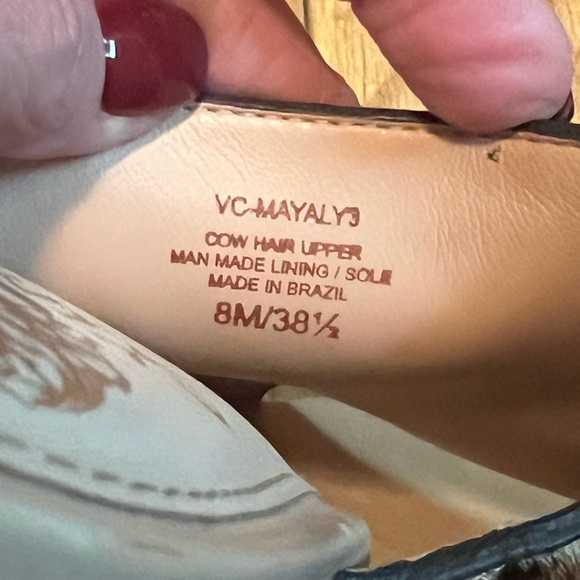 VC-MAYALY3
COW HAIR UPPER
MAN MADE LINING / SOLE
MADE IN BRAZIL
8M/38½